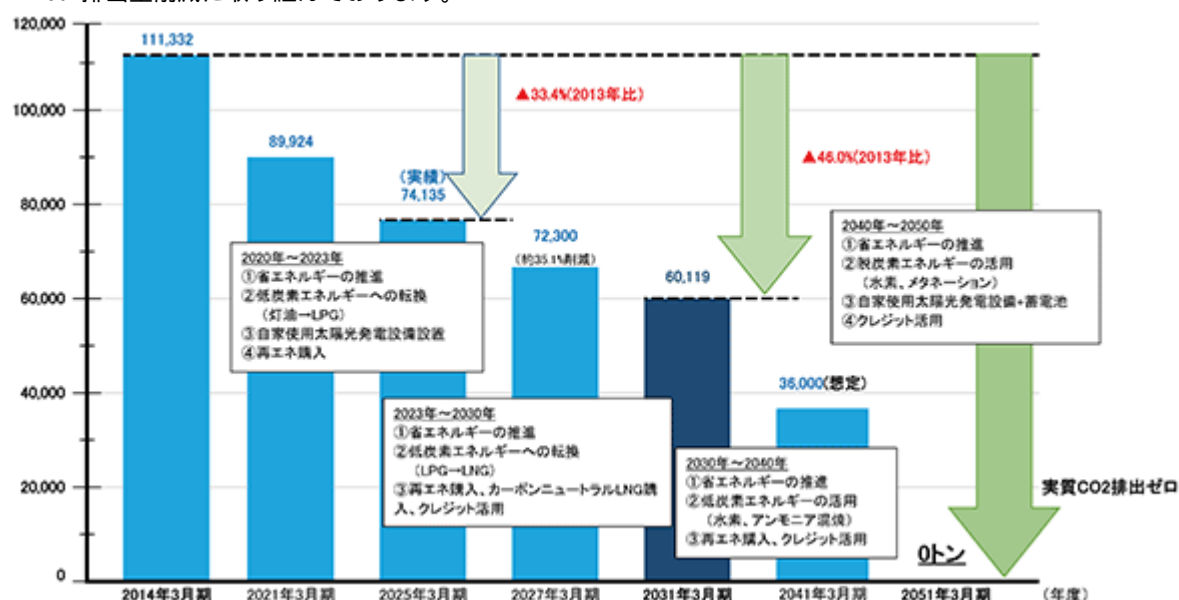 120,000
111,332
▲33.4%(2013年比)
100,000
89,924
▲46.0%(2013年比)
(実績)
74,135
80,000
72,300
(約35.1%削減)
2040年～2050年
①省エネルギーの推進
②脱炭素エネルギーの活用
(水素、メタネーション)
③自家使用太陽光発電設備+蓄電池
④クレジット活用
2020年～2023年
①省エネルギーの推進
②低炭素エネルギーへの転換
(灯油→LPG)
③自家使用太陽光発電設備設置
④再エネ購入
60,119
60,000
36,000(想定)
40,000
2023年～2030年
①省エネルギーの推進
②低炭素エネルギーへの転換
(LPG→LNG)
③再エネ購入、カーボンニュートラルLNG購
入、クレジット活用
2030年～2040年
①省エネルギーの推進
②低炭素エネルギーの活用
(水素、アンモニア混焼)
③再エネ購入、クレジット活用
20,000
実質CO2排出ゼロ
0トン
0
2014年3月期
2021年3月期
2025年3月期
2027年3月期
2031年3月期
2041年3月期
2051年3月期
(年度)